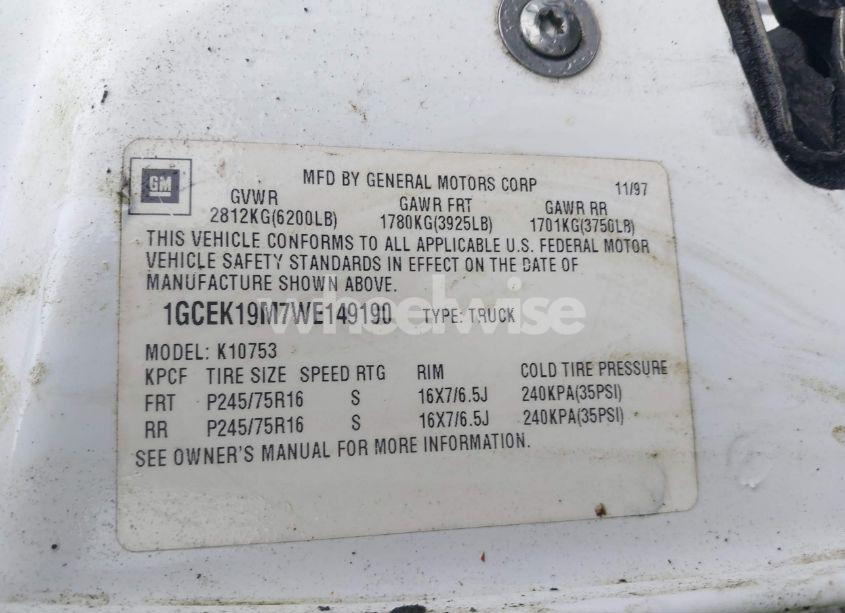 GM
MFD BY GENERAL MOTORS CORP 11/97
GVWR GAWR FRT GAWR RR
2812KG(6200LB) 1780KG(3925LB) 1701KG(3750LB)
THIS VEHICLE CONFORMS TO ALL APPLICABLE U.S. FEDERAL MOTOR
VEHICLE SAFETY STANDARDS IN EFFECT ON THE DATE OF
MANUFACTURE SHOWN ABOVE.
1GCEK19M7WE149190 TYPE: TRUCK
wheelwise
MODEL: K10753
KPCF TIRE SIZE SPEED RTG RIM COLD TIRE PRESSURE
FRT P245/75R16 S 16X7/6.5J 240KPA(35PSI)
RR P245/75R16 S 16X7/6.5J 240KPA(35PSI)
SEE OWNER'S MANUAL FOR MORE INFORMATION.